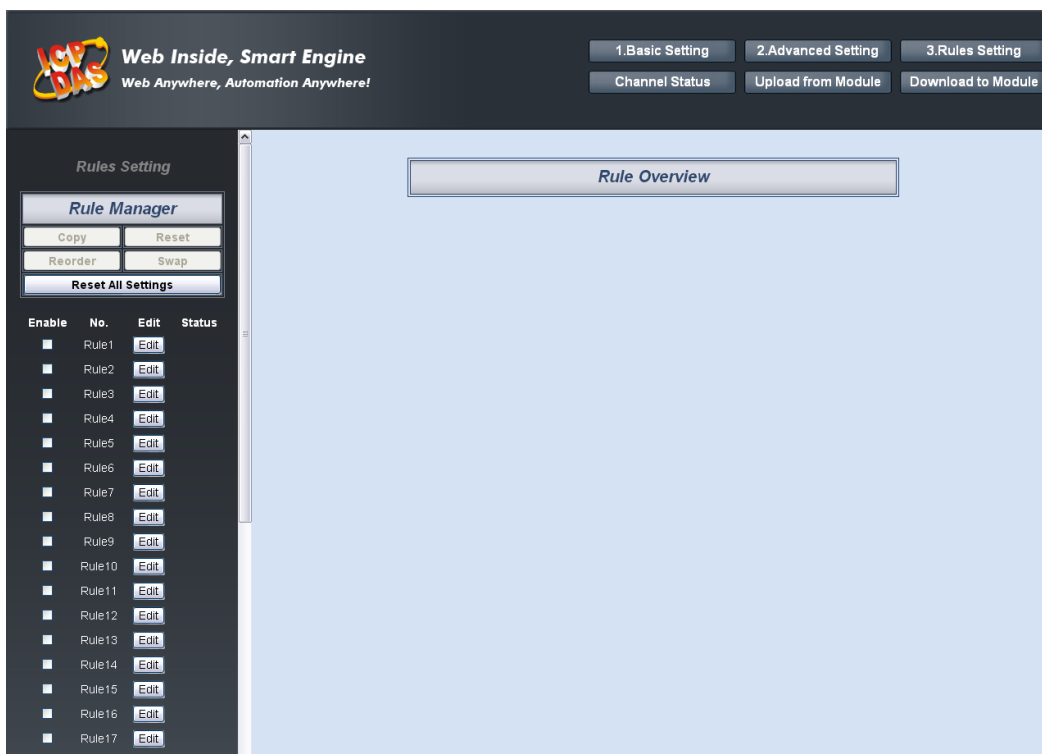 ICP DAS
Web Inside, Smart Engine
Web Anywhere, Automation Anywhere!
1.Basic Setting 2.Advanced Setting 3.Rules Setting
Channel Status Upload from Module Download to Module
Rules Setting
Rule Manager
Copy Reset
Reorder Swap
Reset All Settings
Enable No. Edit Status
Rule1 Edit
Rule2 Edit
Rule3 Edit
Rule4 Edit
Rule5 Edit
Rule6 Edit
Rule7 Edit
Rule8 Edit
Rule9 Edit
Rule10 Edit
Rule11 Edit
Rule12 Edit
Rule13 Edit
Rule14 Edit
Rule15 Edit
Rule16 Edit
Rule17 Edit
Rule Overview